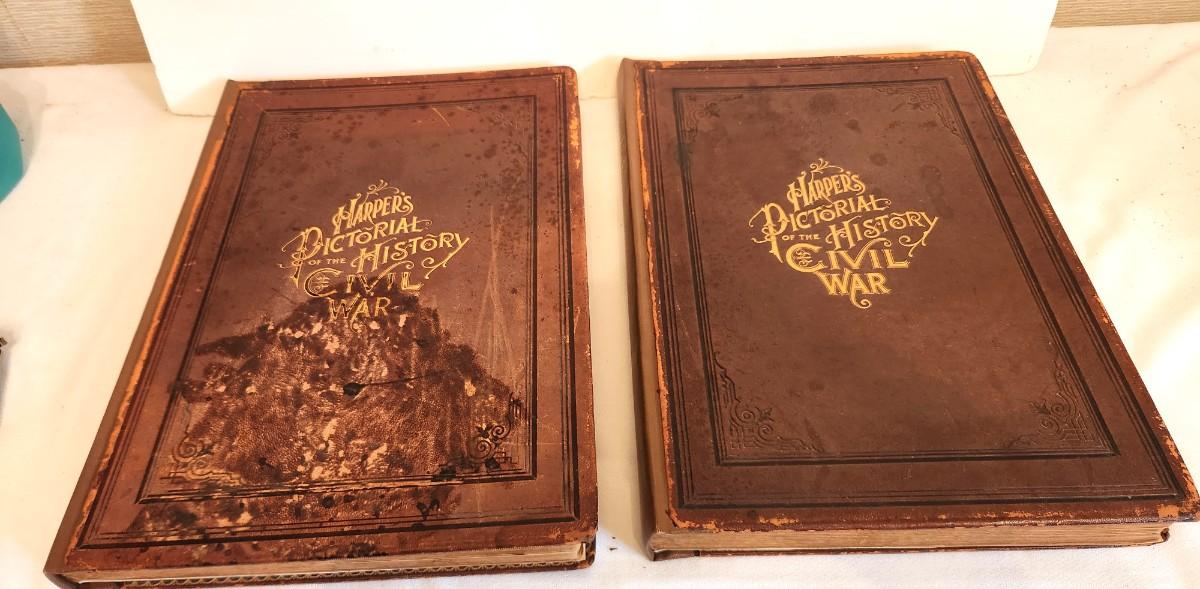 HARPER'S
PICTORIAL
OF THE HISTORY
CIVIL
WAR
HARPER'S
PICTORIAL
OF THE HISTORY
CIVIL
WAR